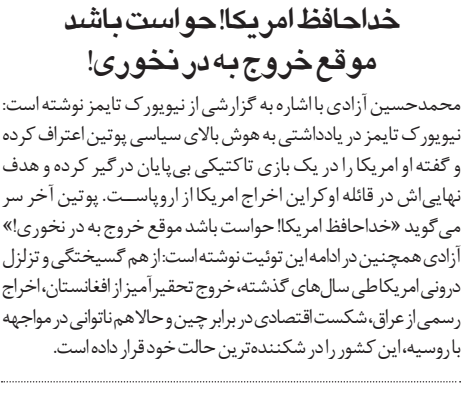 خداحافظ امریکا! حواست باشد
موقع خروج به در نخوری!
محمدحسین آزادی با اشاره به گزارشی از نیویورک تایمز نوشته است:
نیویورک تایمز در یادداشتی به هوش بالای سیاسی پوتین اعتراف کرده
و گفته او امریکا را در یک بازی تاکتیکی بی‌پایان درگیر کرده و هدف
نهایی‌اش در قائله اوکراین اخراج امریکا از اروپاست. پوتین آخر سر
می‌گوید «خداحافظ امریکا! حواست باشد موقع خروج به در نخوری!»
آزادی همچنین در ادامه این توئیت نوشته است: از هم گسیختگی و تزلزل
درونی امریکا طی سال‌های گذشته، خروج تحقیرآمیز از افغانستان، اخراج
رسمی از عراق، شکست اقتصادی در برابر چین و حالا هم ناتوانی در مواجهه
با روسیه، این کشور را در شکننده‌ترین حالت خود قرار داده است.